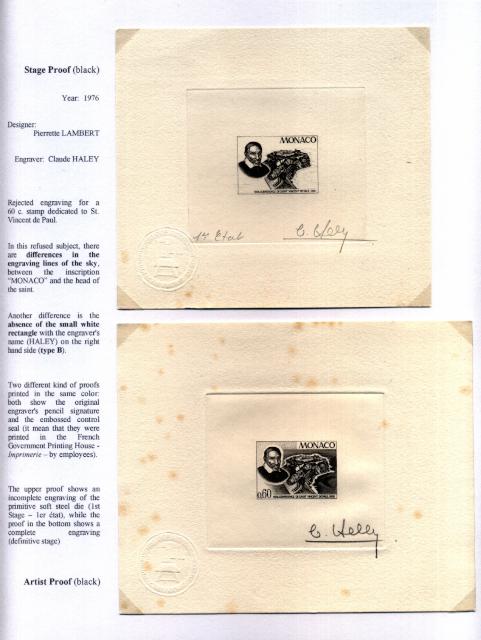 Stage Proof (black)
Year: 1976
Designer:
Pierrette LAMBERT
Engraver: Claude HALEY
Rejected engraving for a
60 c. stamp dedicated to St.
Vincent de Paul.
In this refused subject, there
are differences in the
engraving lines of the sky,
between the inscription
"MONACO" and the head of
the saint.
Another difference is the
absence of the small white
rectangle with the engraver's
name (HALEY) on the right
hand side (type B).
Two different kind of proofs
printed in the same color:
both show the original
engraver's pencil signature
and the embossed control
seal (it mean that they were
printed in the French
Government Printing House -
Imprimerie – by employees).
The upper proof shows an
incomplete engraving of the
primitive soft steel die (1st
Stage – 1er état), while the
proof in the bottom shows a
complete engraving
(definitive stage)
Artist Proof (black)
MONACO
1er Etat
C. Haley
MONACO
0,60
C. Haley